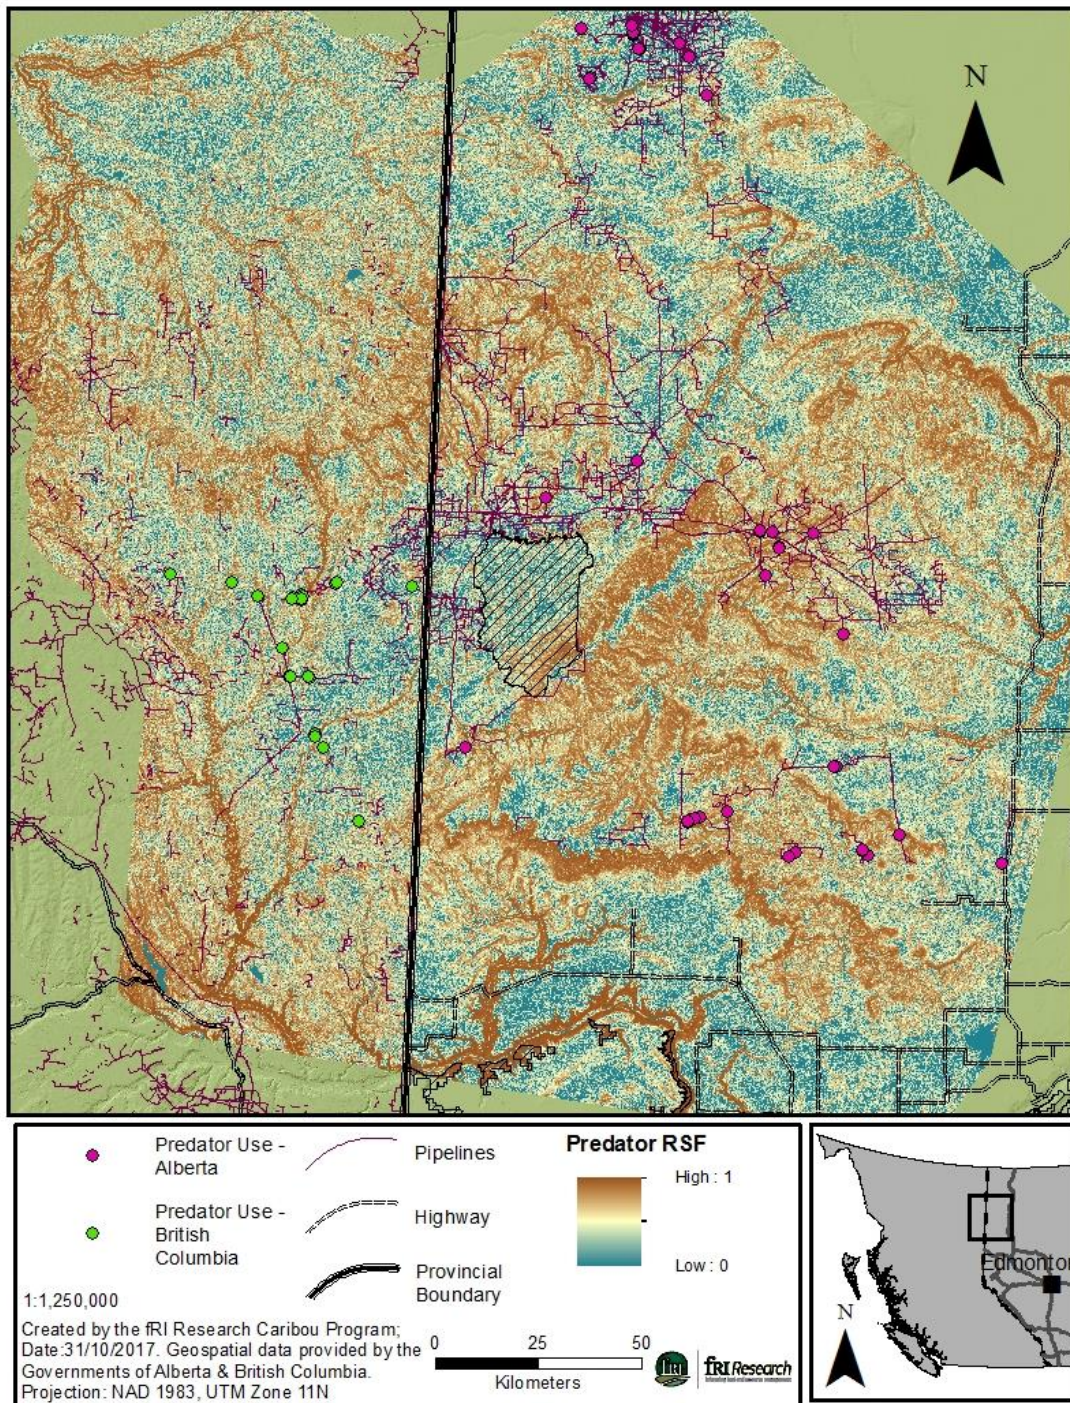 N
Predator Use -
Alberta
Predator Use -
British
Columbia
Pipelines
Highway
Provincial
Boundary
Predator RSF
High : 1
Low : 0
1:1,250,000
Created by the fRI Research Caribou Program;
Date:31/10/2017. Geospatial data provided by the
Governments of Alberta & British Columbia.
Projection: NAD 1983, UTM Zone 11N
0 25 50
Kilometers
fRI
fRI Research
Edmonton
N